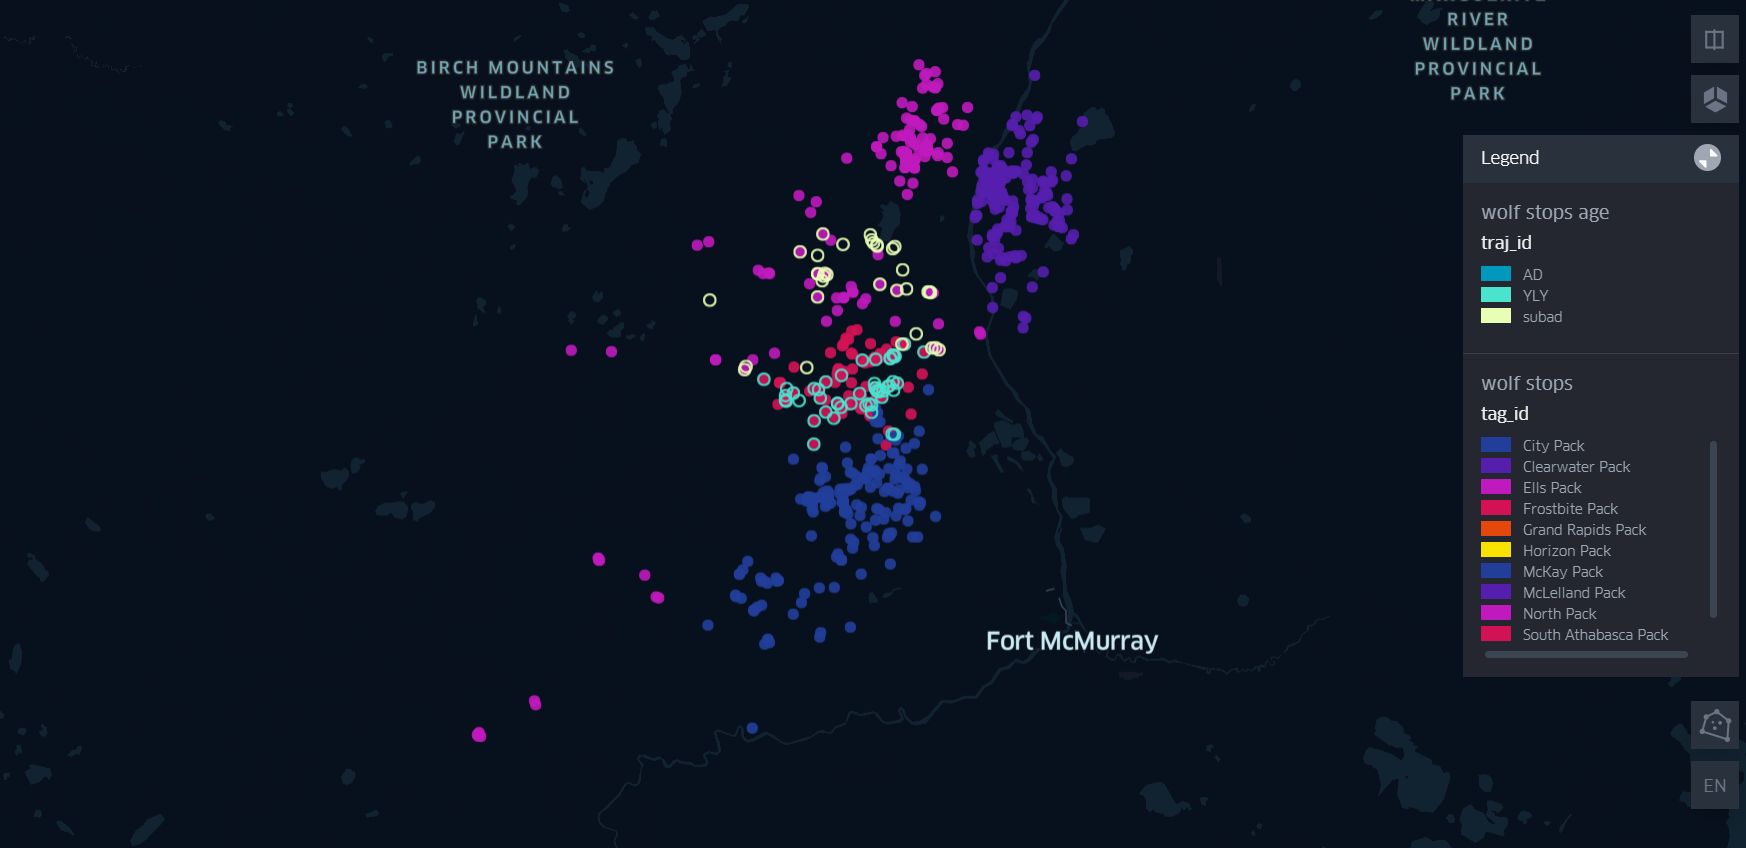 BIRCH MOUNTAINS
WILDLAND
PROVINCIAL
PARK
RIVER
WILDLAND
PROVINCIAL
PARK
Fort McMurray
Legend
wolf stops age
traj_id
AD
YLY
subad
wolf stops
tag_id
City Pack
Clearwater Pack
Ells Pack
Frostbite Pack
Grand Rapids Pack
Horizon Pack
McKay Pack
McLelland Pack
North Pack
South Athabasca Pack
EN